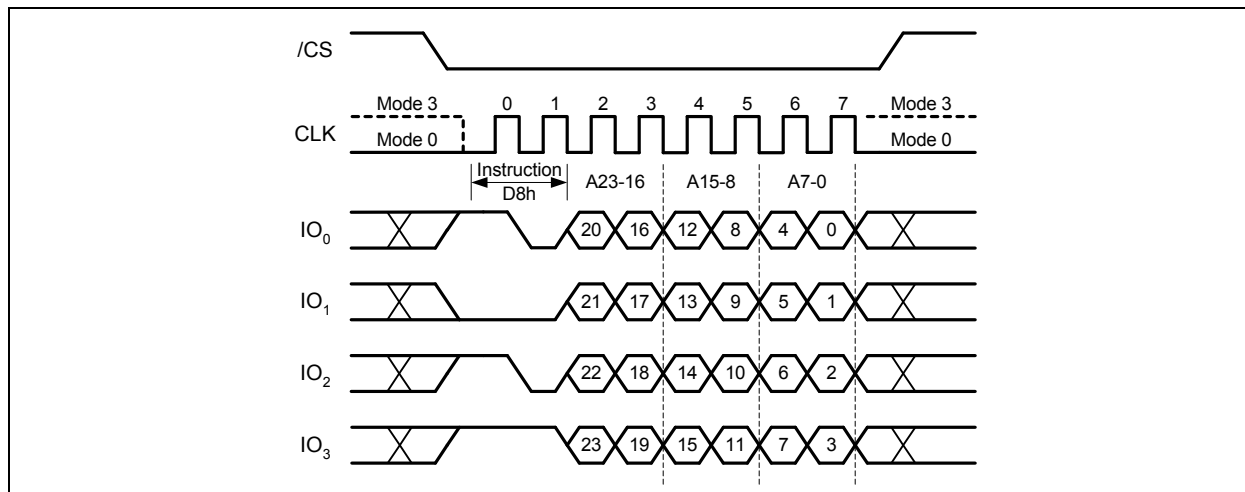 /CS
Mode 3 0 1 2 3 4 5 6 7 Mode 3
CLK
Mode 0 Mode 0
Instruction
D8h
A23-16 A15-8 A7-0
IO0 20 16 12 8 4 0
IO1 21 17 13 9 5 1
IO2 22 18 14 10 6 2
IO3 23 19 15 11 7 3